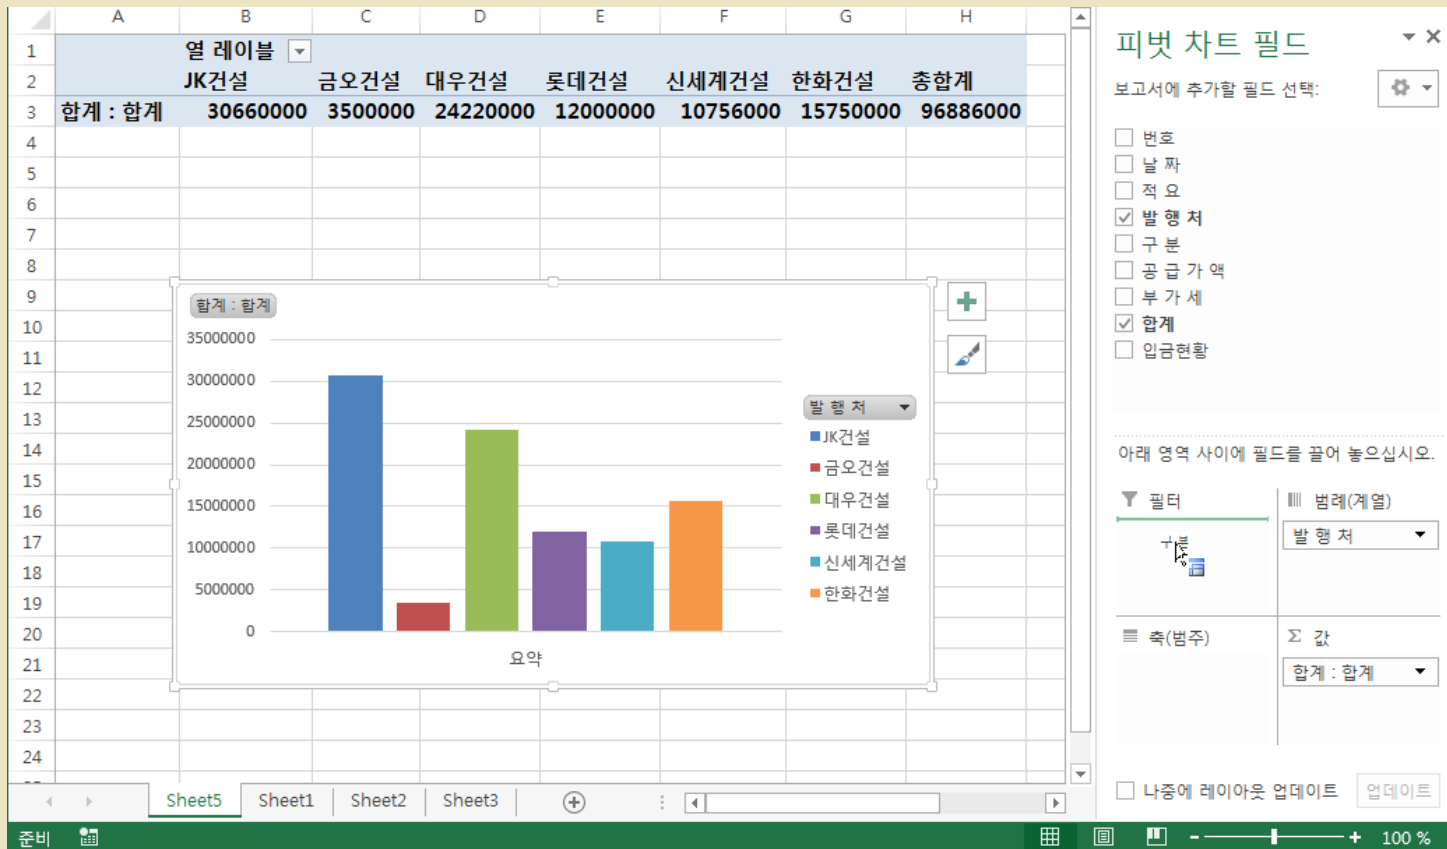 A B C D E F G H
1 열 레이블
2 JK건설 금오건설 대우건설 롯데건설 신세계건설 한화건설 총합계
3 합계 : 합계 30660000 3500000 24220000 12000000 10756000 15750000 96886000
4
5
6
7
8
9
10
11
12
13
14
15
16
17
18
19
20
21
22
23
24
합계 : 합계
35000000
30000000
25000000
20000000
15000000
10000000
5000000
0
요약
발 행 처
JK건설
금오건설
대우건설
롯데건설
신세계건설
한화건설
Sheet5 Sheet1 Sheet2 Sheet3
준비
100 %
피벗 차트 필드
보고서에 추가할 필드 선택:
번호
날 짜
적 요
발 행 처
구 분
공 급 가 액
부 가 세
합계
입금현황
아래 영역 사이에 필드를 끌어 놓으십시오.
필터
범례(계열)
발 행 처
축(범주)
Σ 값
합계 : 합계
나중에 레이아웃 업데이트 업데이트